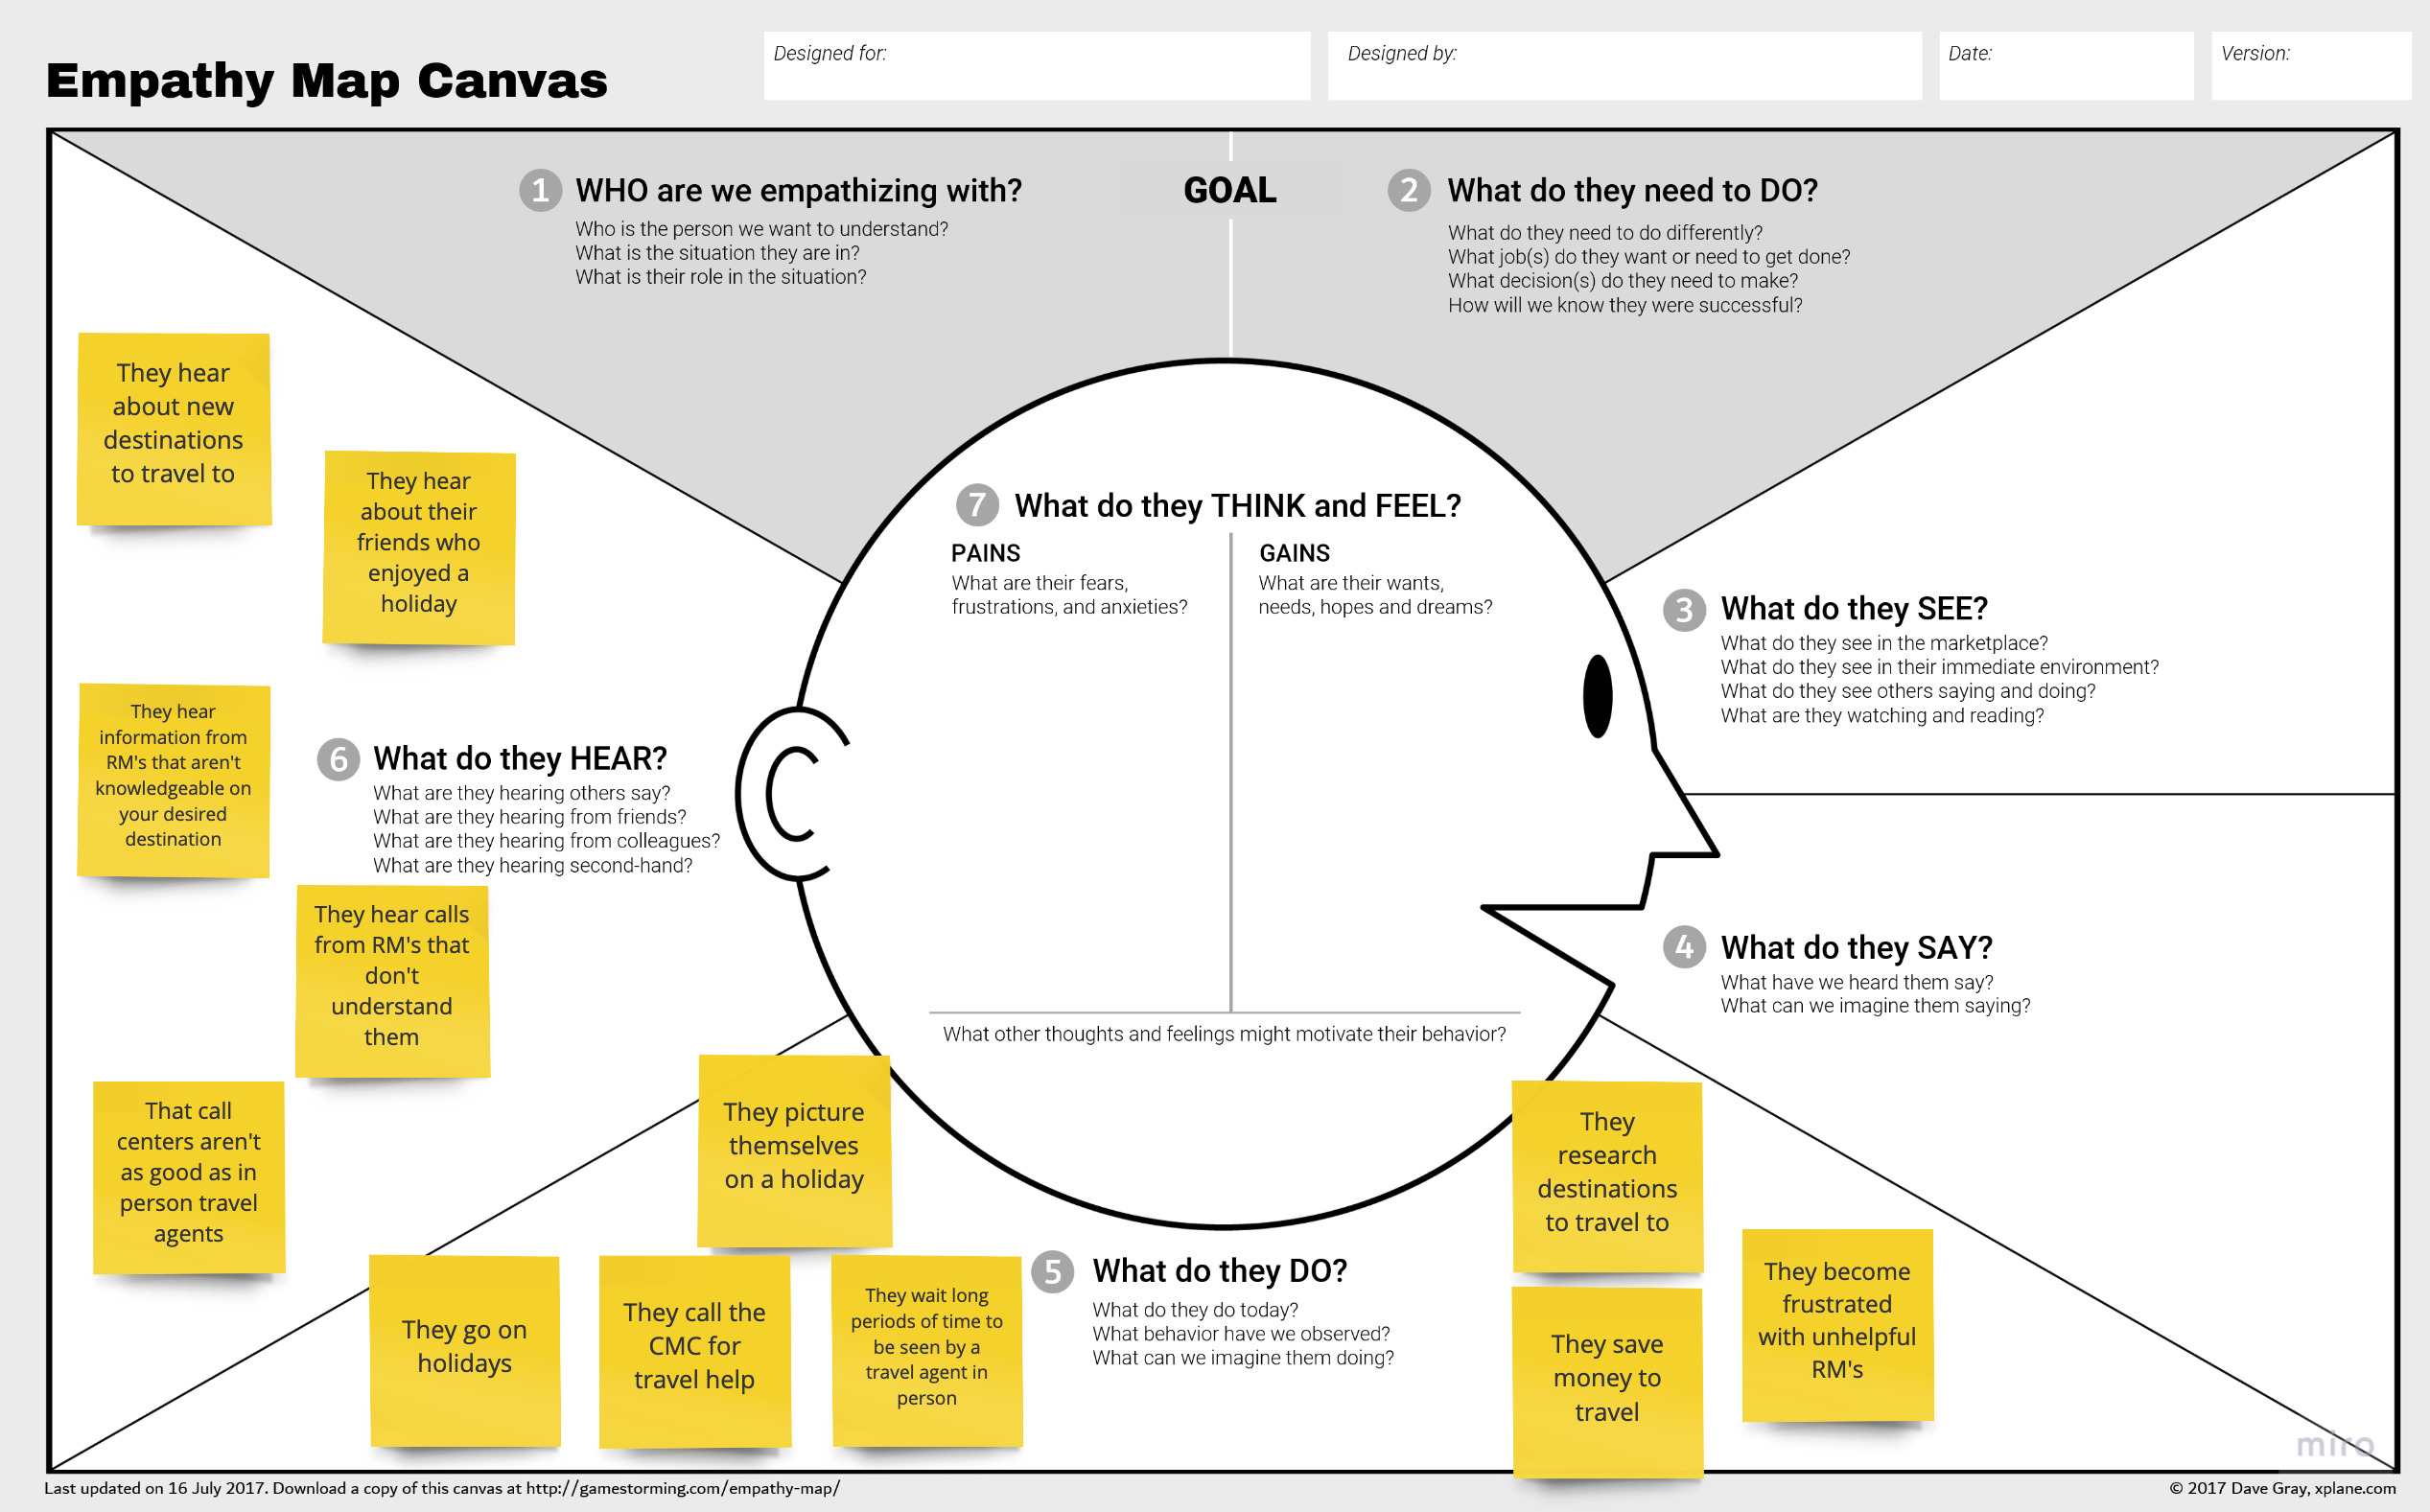 Empathy Map Canvas
Designed for:
Designed by:
Date:
Version:
1 WHO are we empathizing with?
Who is the person we want to understand?
What is the situation they are in?
What is their role in the situation?
GOAL
2 What do they need to DO?
What do they need to do differently?
What job(s) do they want or need to get done?
What decision(s) do they need to make?
How will we know they were successful?
They hear
about new
destinations
to travel to
They hear
about their
friends who
enjoyed a
holiday
7 What do they THINK and FEEL?
PAINS
What are their fears,
frustrations, and anxieties?
GAINS
What are their wants,
needs, hopes and dreams?
What other thoughts and feelings might motivate their behavior?
3 What do they SEE?
What do they see in the marketplace?
What do they see in their immediate environment?
What do they see others saying and doing?
What are they watching and reading?
They hear
information from
RM's that aren't
knowledgeable on
your desired
destination
6 What do they HEAR?
What are they hearing others say?
What are they hearing from friends?
What are they hearing from colleagues?
What are they hearing second-hand?
They hear calls
from RM's that
don't
understand
them
4 What do they SAY?
What have we heard them say?
What can we imagine them saying?
That call
centers aren't
as good as in
person travel
agents
They picture
themselves
on a holiday
They go on
holidays
They call the
CMC for
travel help
They wait long
periods of time to
be seen by a
travel agent in
person
5 What do they DO?
What do they do today?
What behavior have we observed?
What can we imagine them doing?
They
research
destinations
to travel to
They save
money to
travel
They become
frustrated
with unhelpful
RM's
miro
Last updated on 16 July 2017. Download a copy of this canvas at http://gamestorming.com/empathy-map/
© 2017 Dave Gray, xplane.com